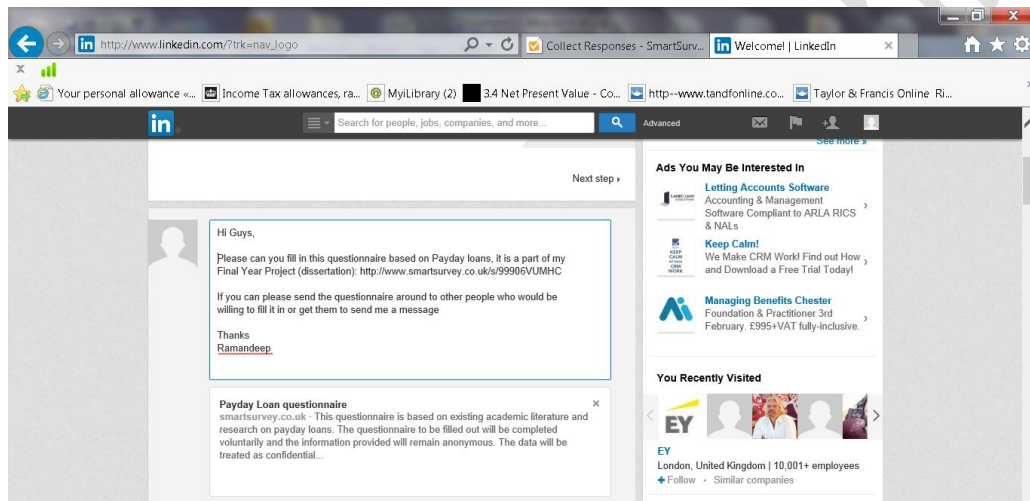 http://www.linkedin.com/?trk=nav_logo
Collect Responses - SmartSurv...
Welcome! | LinkedIn
Your personal allowance «...
Income Tax allowances, ra...
MyiLibrary (2)
3.4 Net Present Value - Co...
http--www.tandfonline.co...
Taylor & Francis Online Ri...
in
Search for people, jobs, companies, and more...
Advanced
See more »
Next step
Hi Guys,
Please can you fill in this questionnaire based on Payday loans, it is a part of my
Final Year Project (dissertation): http://www.smartsurvey.co.uk/s/99906VUMHC
If you can please send the questionnaire around to other people who would be
willing to fill it in or get them to send me a message
Thanks
Ramandeep
Payday Loan questionnaire
smartsurvey.co.uk · This questionnaire is based on existing academic literature and
research on payday loans. The questionnaire to be filled out will be completed
voluntarily and the information provided will remain anonymous. The data will be
treated as confidential...
Ads You May Be Interested In
Letting Accounts Software
Accounting & Management
Software Compliant to ARLA RICS
& NALs
KEEP
CALM
CRM
WORK
Keep Calm!
We Make CRM Work! Find out How
and Download a Free Trial Today!
Managing Benefits Chester
Foundation & Practitioner 3rd
February. £995+VAT fully-inclusive.
You Recently Visited
EY
EY
London, United Kingdom | 10,001+ employees
+ Follow · Similar companies